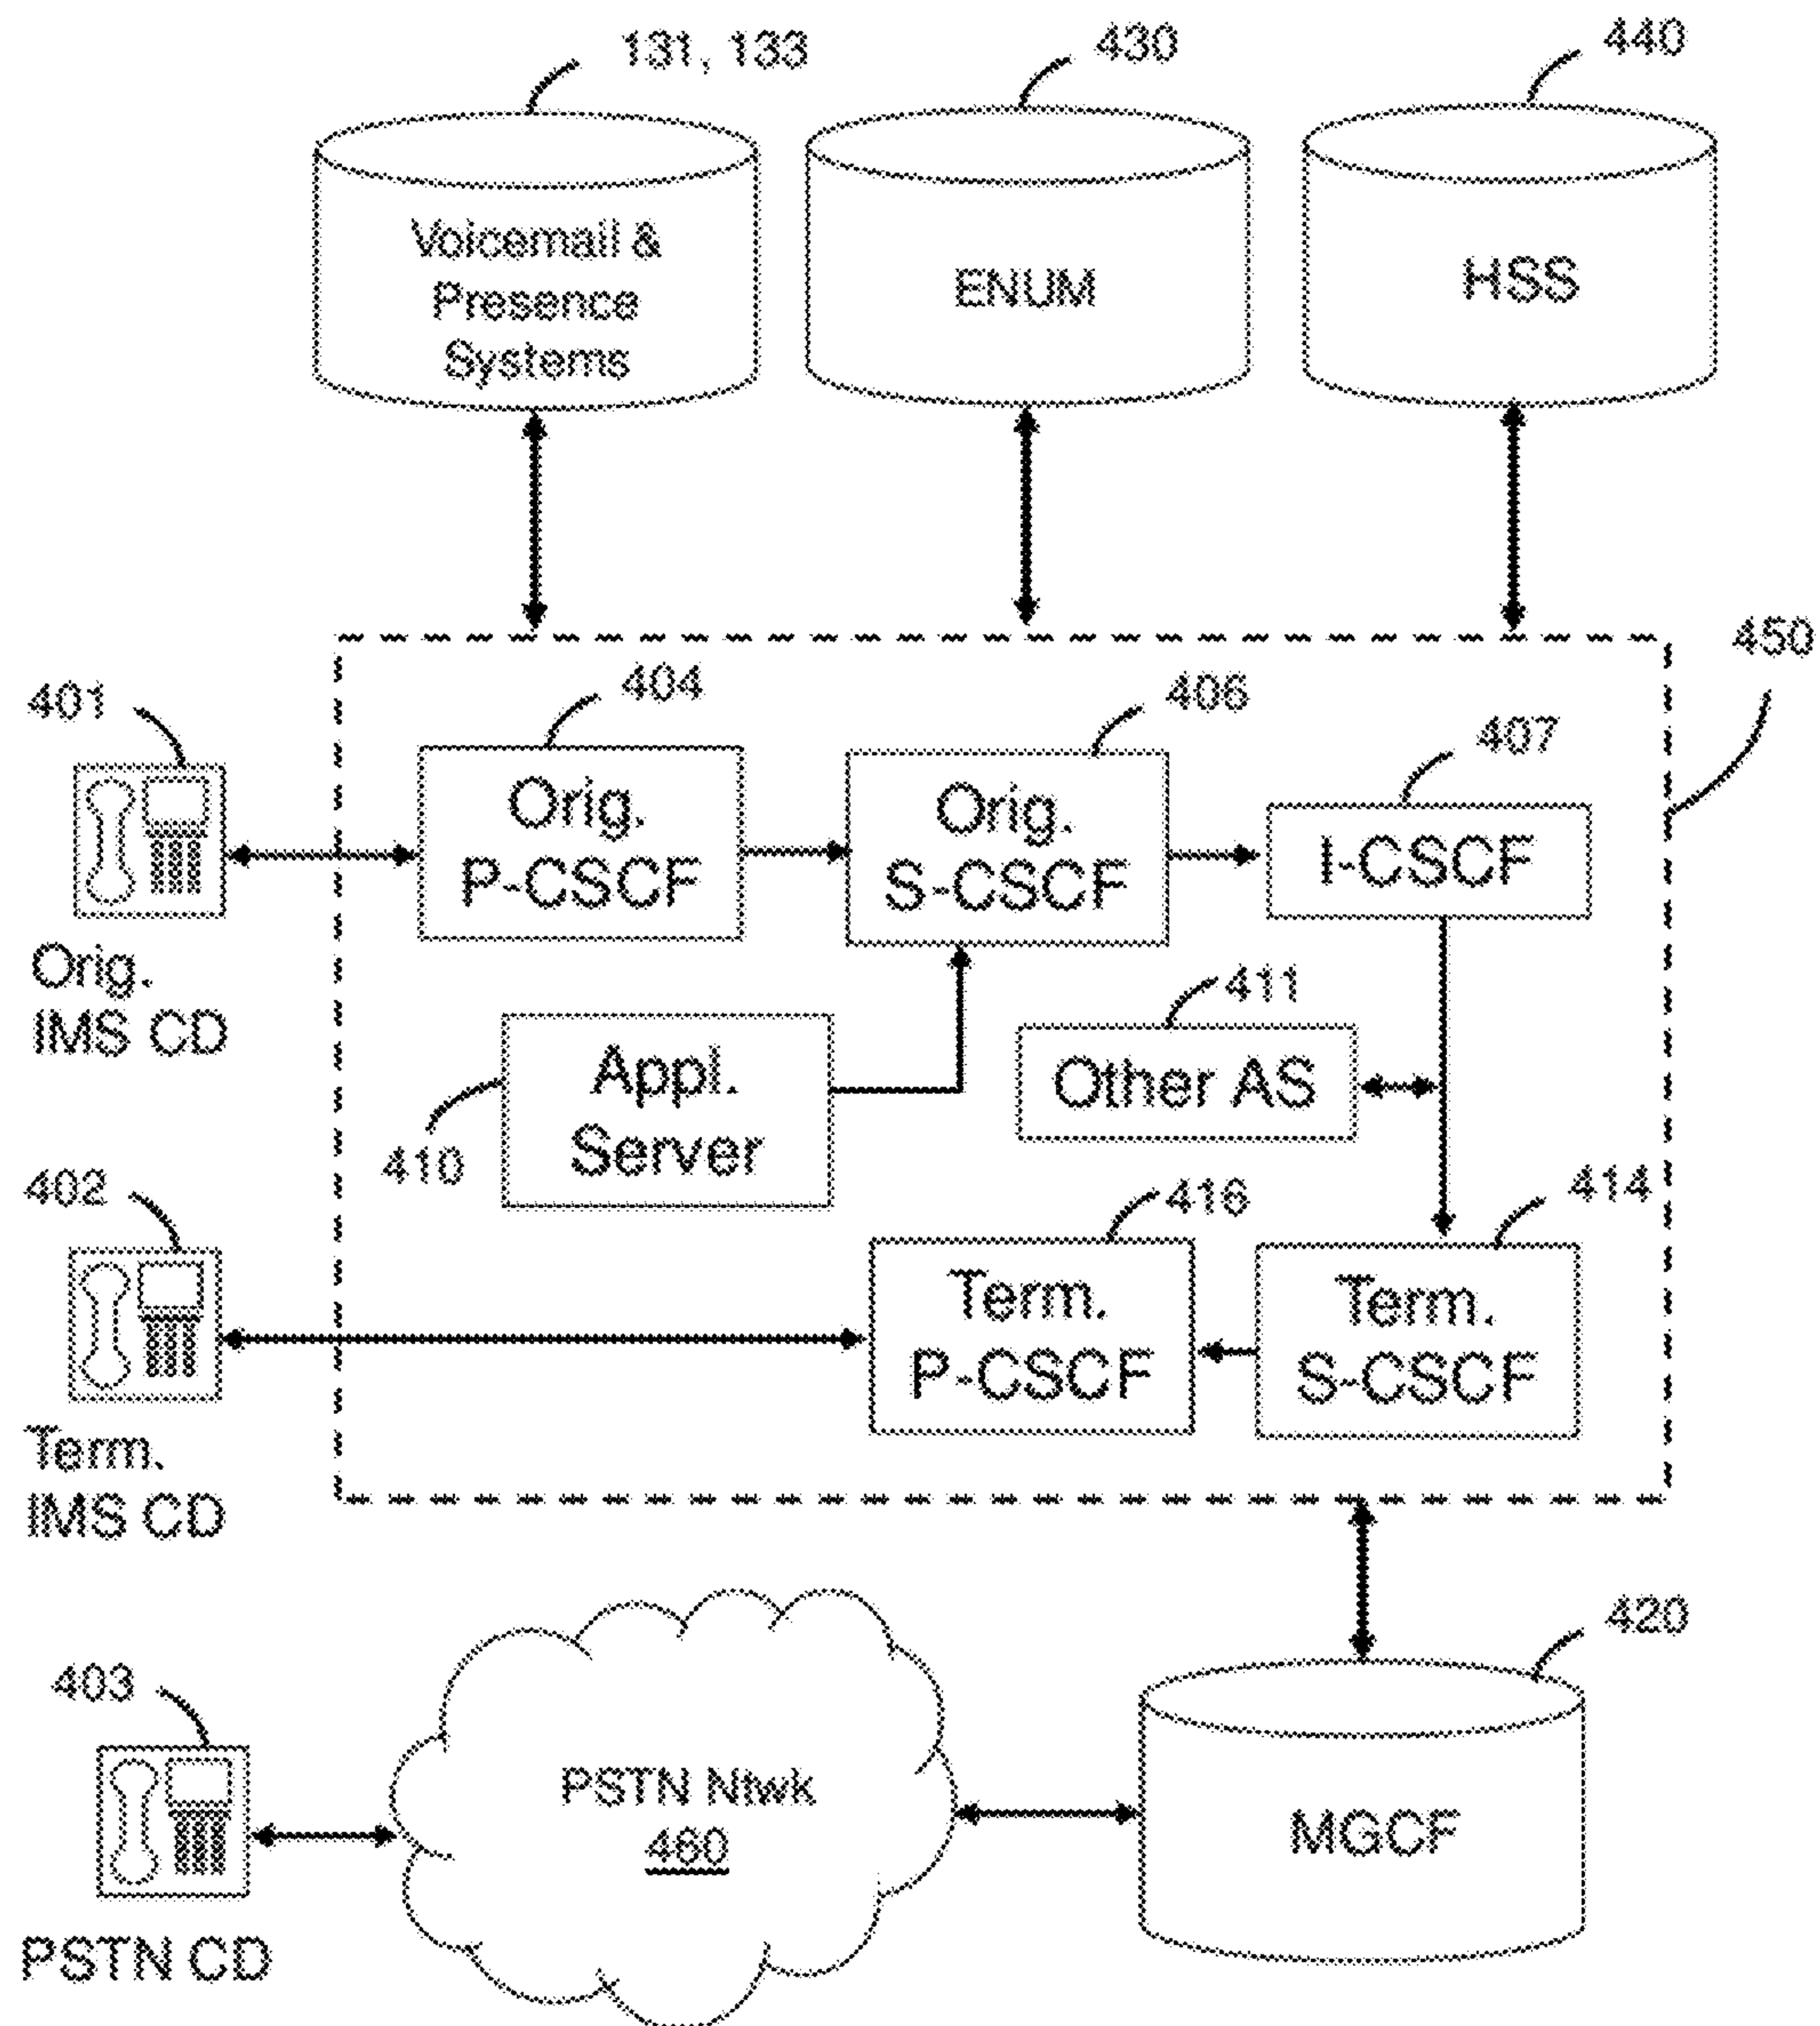 131, 133
430
440
Voicemail &
Presence
Systems
ENUM
HSS
450
401
404
406
407
Orig.
P-CSCF
Orig.
S-CSCF
I-CSCF
Orig.
IMS CD
411
Appl.
Server
Other AS
410
402
416
414
Term.
P-CSCF
Term.
S-CSCF
Term.
IMS CD
420
403
PSTN Ntwk
460
MGCF
PSTN CD